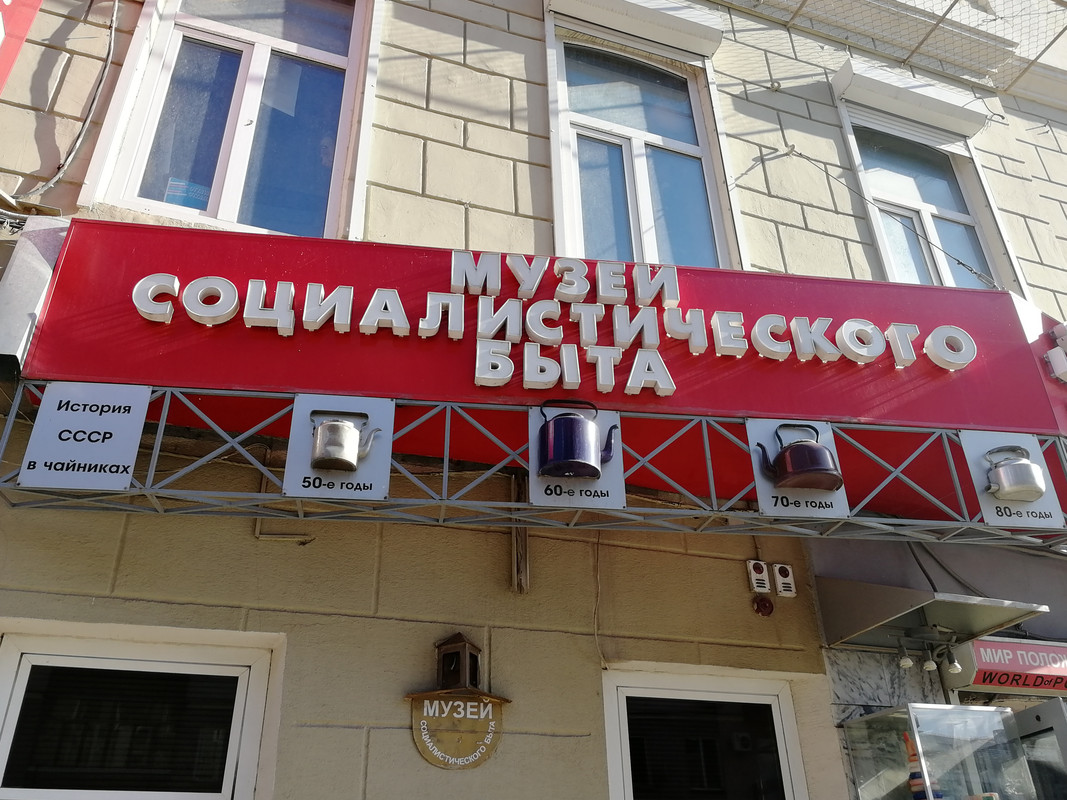 МУЗЕЙ
СОЦИАЛИСТИЧЕСКОГО
БЫТА
История
СССР
в чайниках
50-е годы
60-е годы
70-е годы
80-е годы
МУЗЕЙ
СОЦИАЛИСТИЧЕСКОГО БЫТА
МИР ПОЛОЖ
WORLD of P